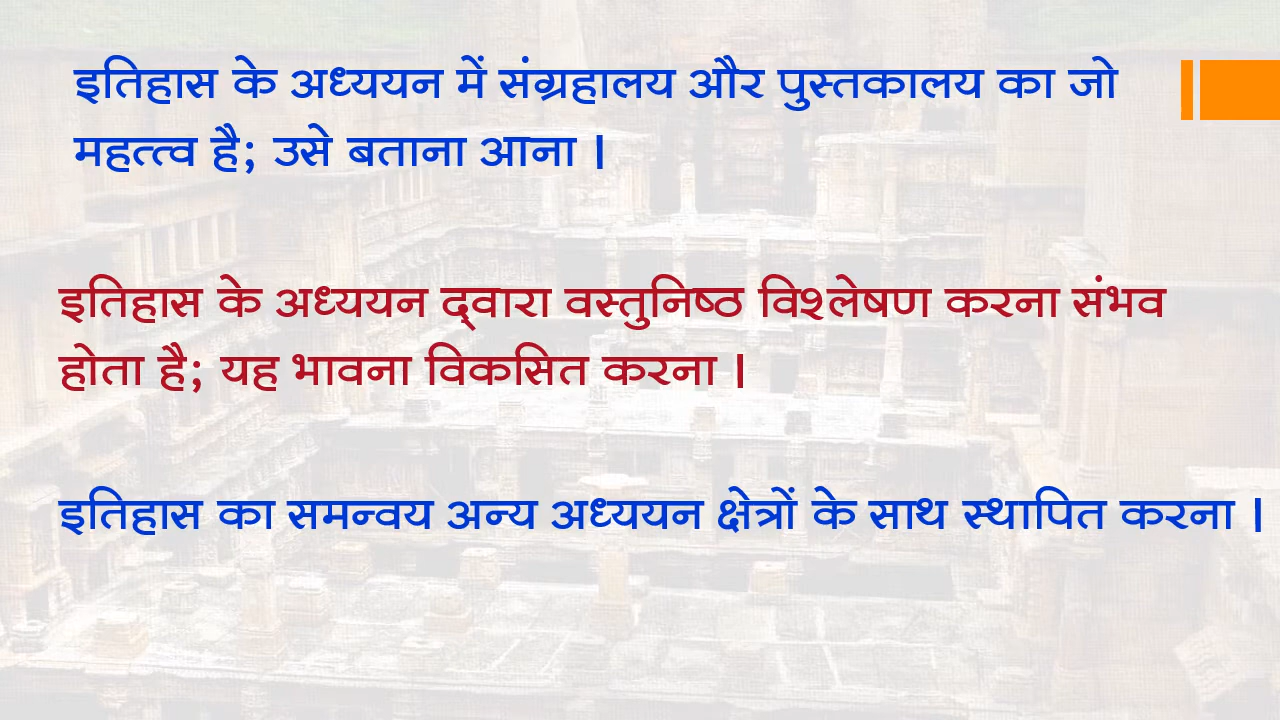 इतिहास के अध्ययन में संग्रहालय और पुस्तकालय का जो
महत्त्व है; उसे बताना आना ।
इतिहास के अध्ययन द्‌वारा वस्तुनिष्ठ विश्लेषण करना संभव
होता है; यह भावना विकसित करना ।
इतिहास का समन्वय अन्य अध्ययन क्षेत्रों के साथ स्थापित करना ।